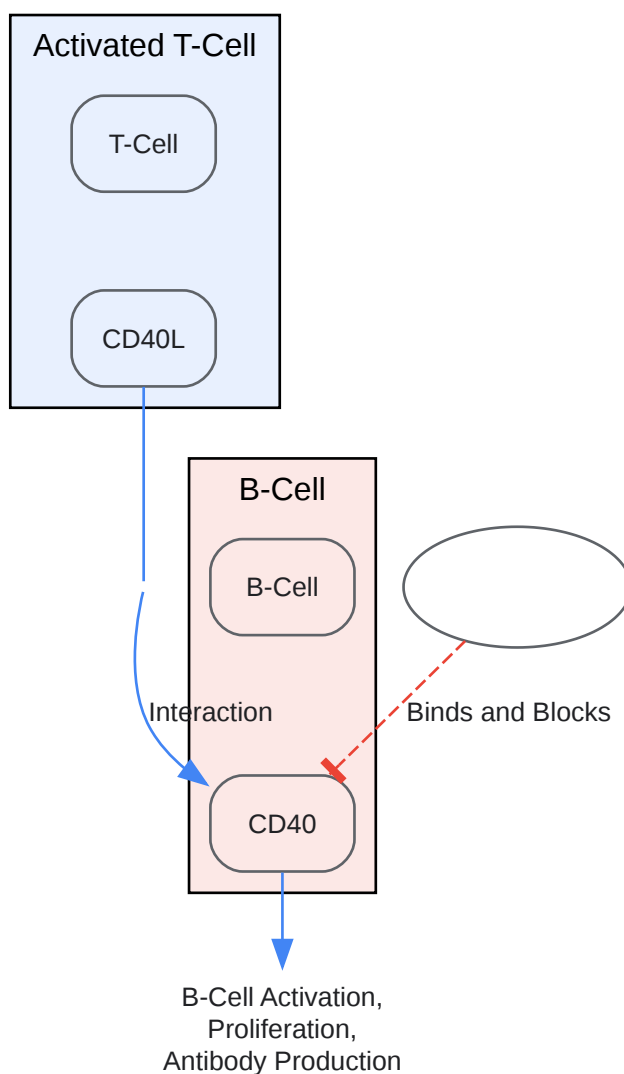 Activated T-Cell
T-Cell
CD40L
B-Cell
B-Cell
Interaction
Binds and Blocks
CD40
B-Cell Activation,
Proliferation,
Antibody Production